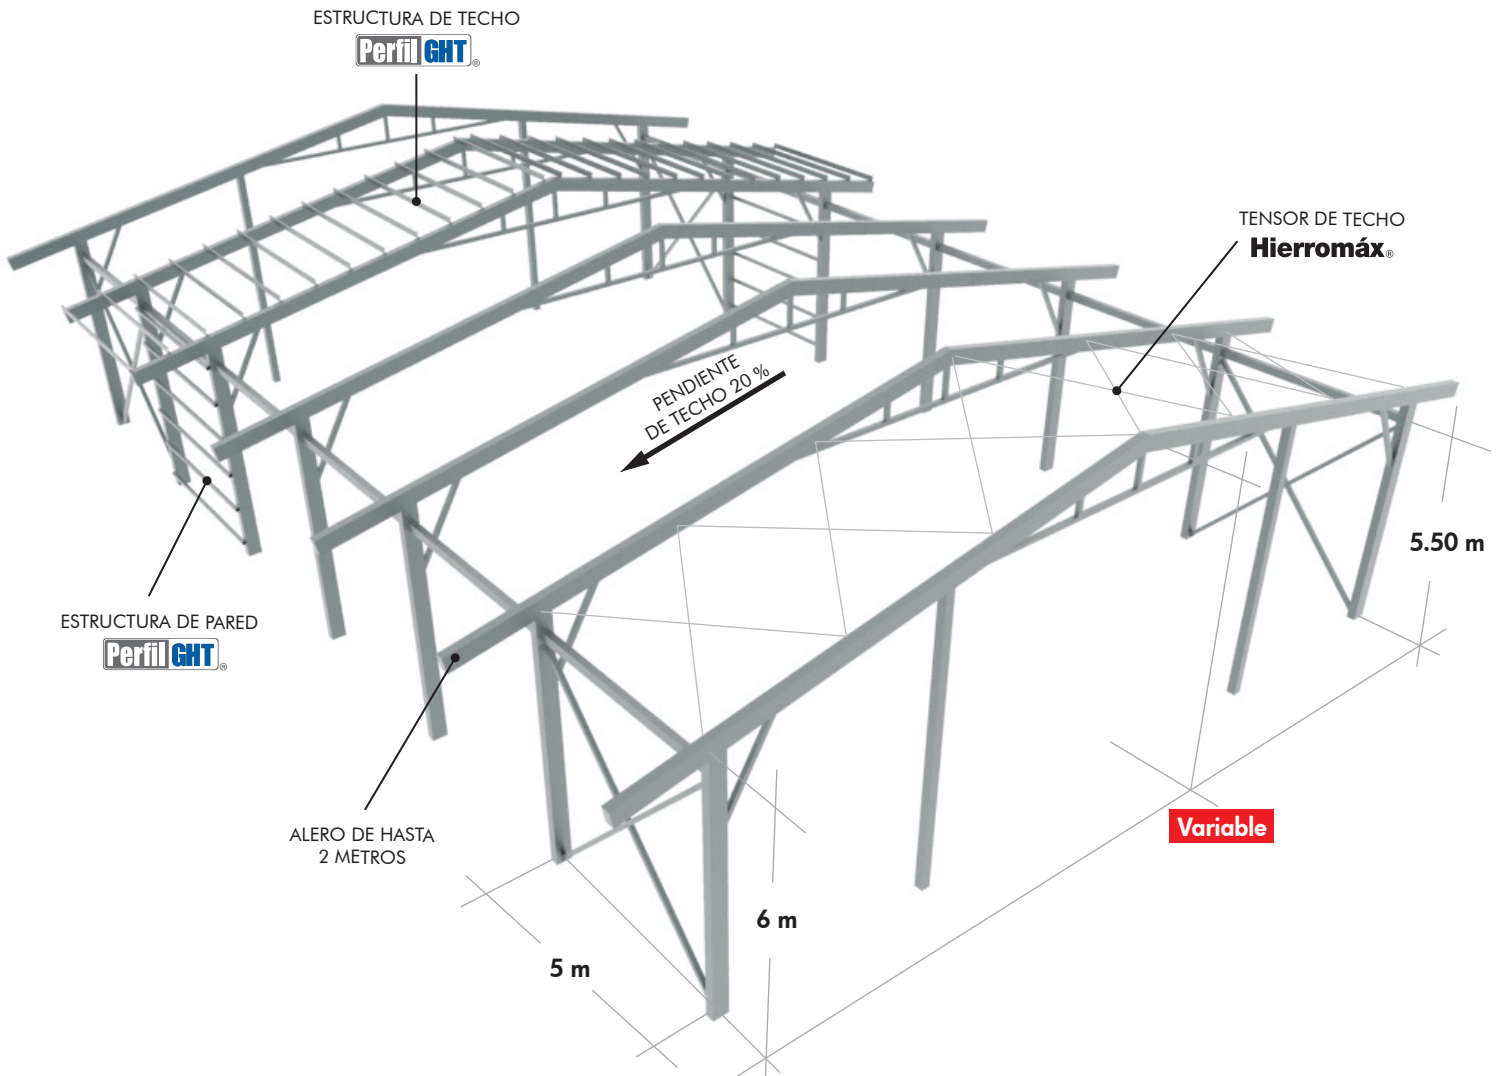 ESTRUCTURA DE TECHO
Perfil GHT®
TENSOR DE TECHO
Hierromáx®
PENDIENTE
DE TECHO 20 %
5.50 m
ESTRUCTURA DE PARED
Perfil GHT®
ALERO DE HASTA
2 METROS
Variable
6 m
5 m